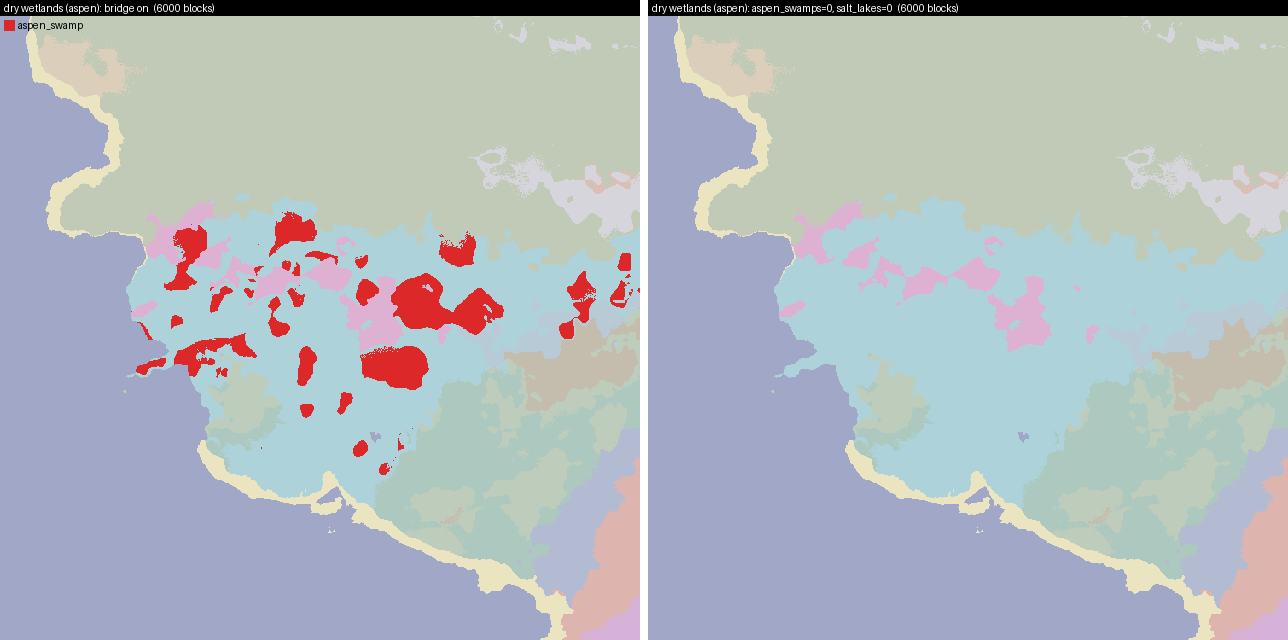 dry wetlands (aspen): bridge on  (6000 blocks)
aspen_swamp
dry wetlands (aspen): aspen_swamps=0, salt_lakes=0  (6000 blocks)